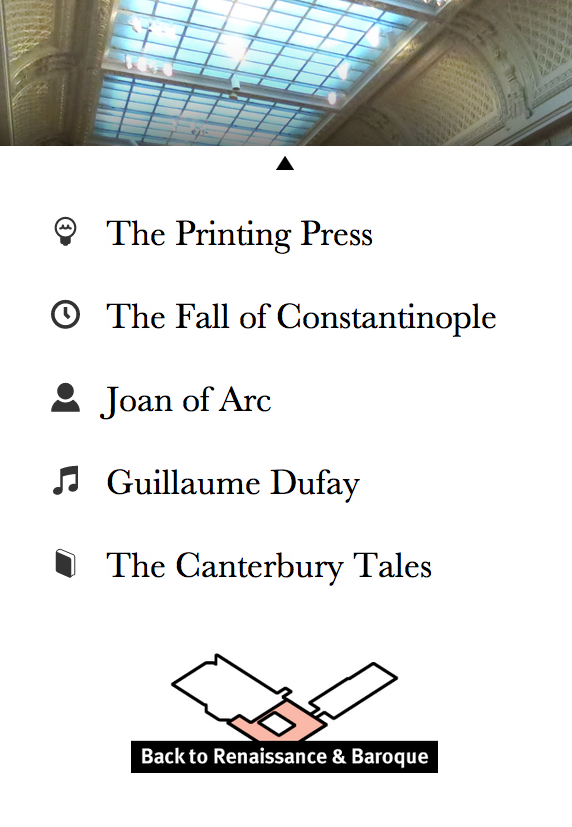 The Printing Press
The Fall of Constantinople
Joan of Arc
Guillaume Dufay
The Canterbury Tales
Back to Renaissance & Baroque